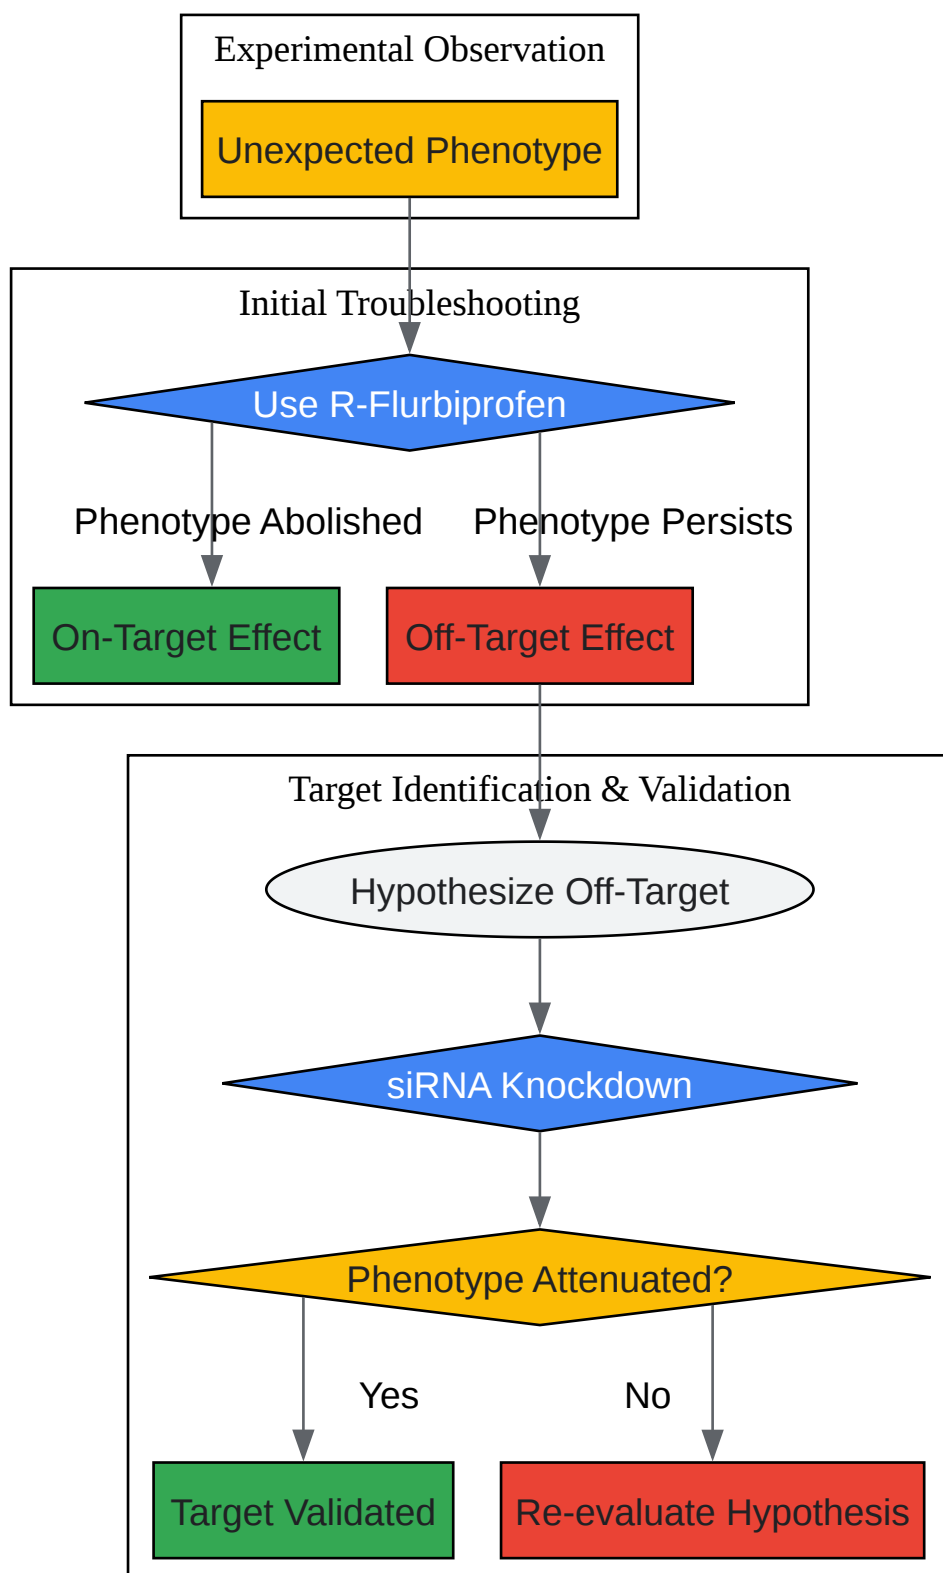 Experimental Observation
Unexpected Phenotype
Initial Troubleshooting
Use R-Flurbiprofen
Phenotype Abolished
Phenotype Persists
On-Target Effect
Off-Target Effect
Target Identification & Validation
Hypothesize Off-Target
siRNA Knockdown
Phenotype Attenuated?
Yes
No
Target Validated
Re-evaluate Hypothesis